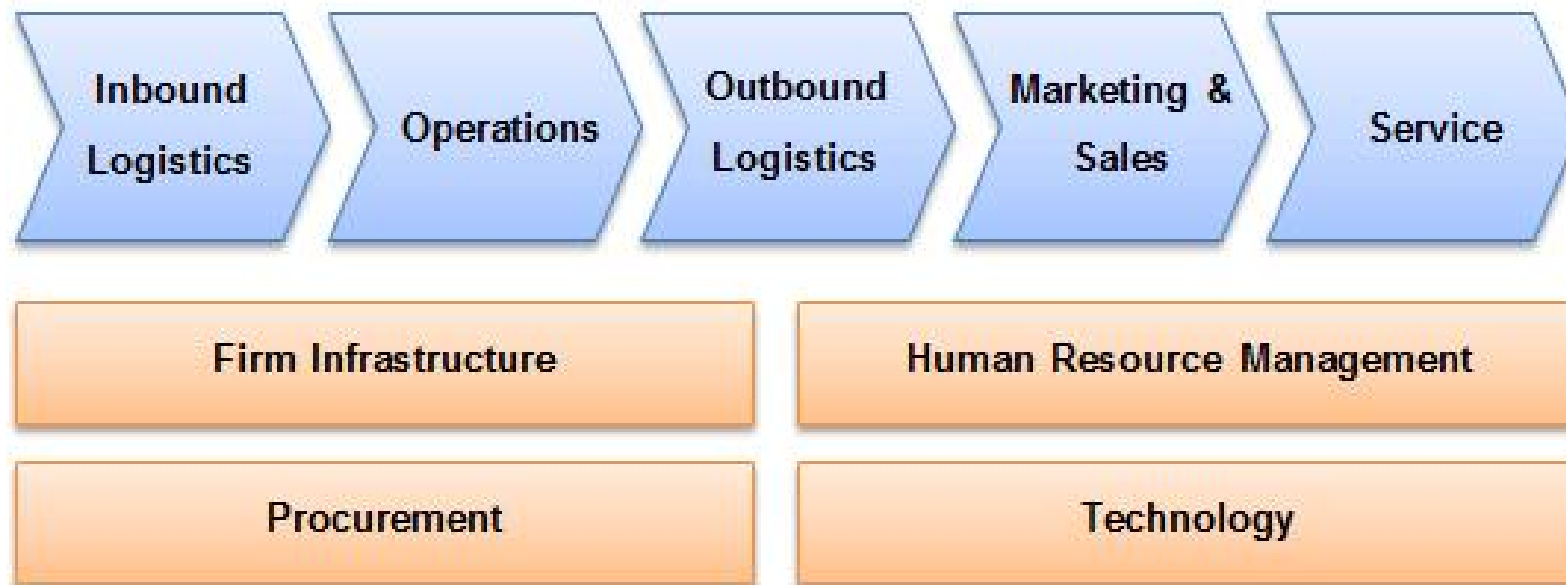 Inbound
Logistics
Operations
Outbound
Logistics
Marketing &
Sales
Service
Firm Infrastructure
Human Resource Management
Procurement
Technology